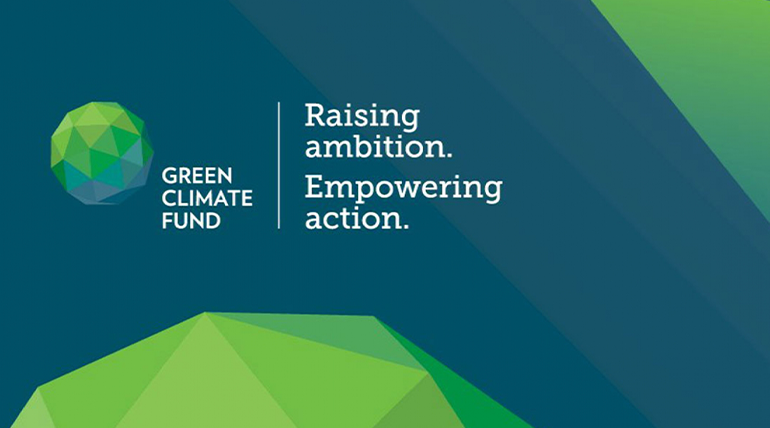 GREEN
CLIMATE
FUND
Raising
ambition.
Empowering
action.